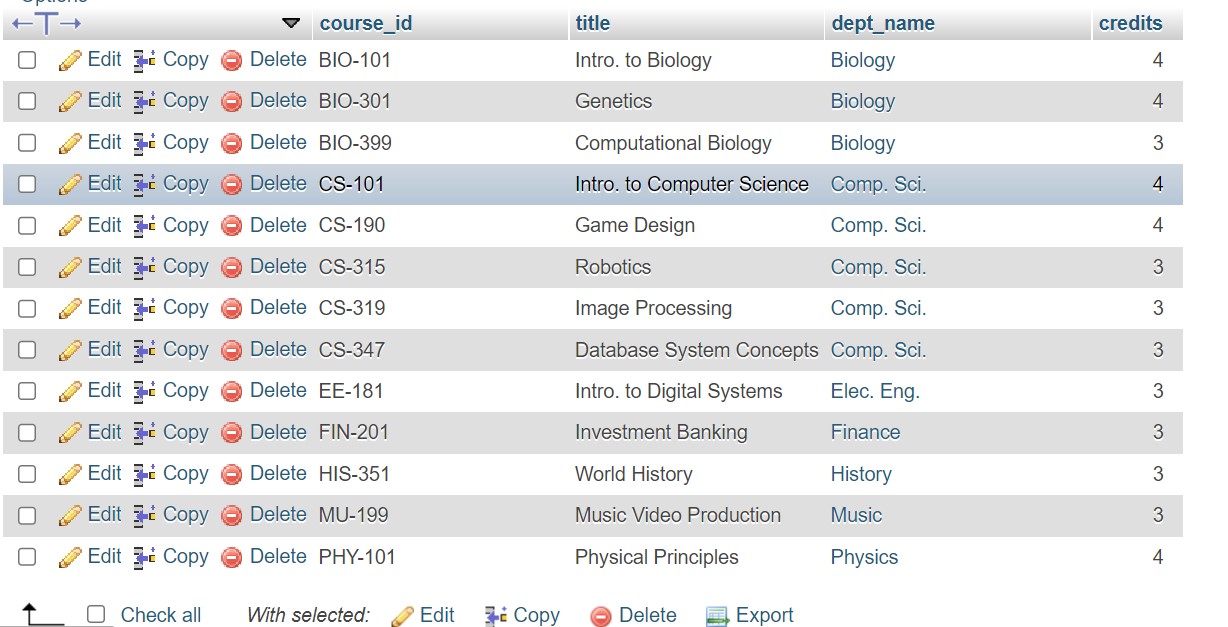 Options
course_id title dept_name credits
Edit Copy Delete BIO-101 Intro. to Biology Biology 4
Edit Copy Delete BIO-301 Genetics Biology 4
Edit Copy Delete BIO-399 Computational Biology Biology 3
Edit Copy Delete CS-101 Intro. to Computer Science Comp. Sci. 4
Edit Copy Delete CS-190 Game Design Comp. Sci. 4
Edit Copy Delete CS-315 Robotics Comp. Sci. 3
Edit Copy Delete CS-319 Image Processing Comp. Sci. 3
Edit Copy Delete CS-347 Database System Concepts Comp. Sci. 3
Edit Copy Delete EE-181 Intro. to Digital Systems Elec. Eng. 3
Edit Copy Delete FIN-201 Investment Banking Finance 3
Edit Copy Delete HIS-351 World History History 3
Edit Copy Delete MU-199 Music Video Production Music 3
Edit Copy Delete PHY-101 Physical Principles Physics 4
Check all With selected: Edit Copy Delete Export